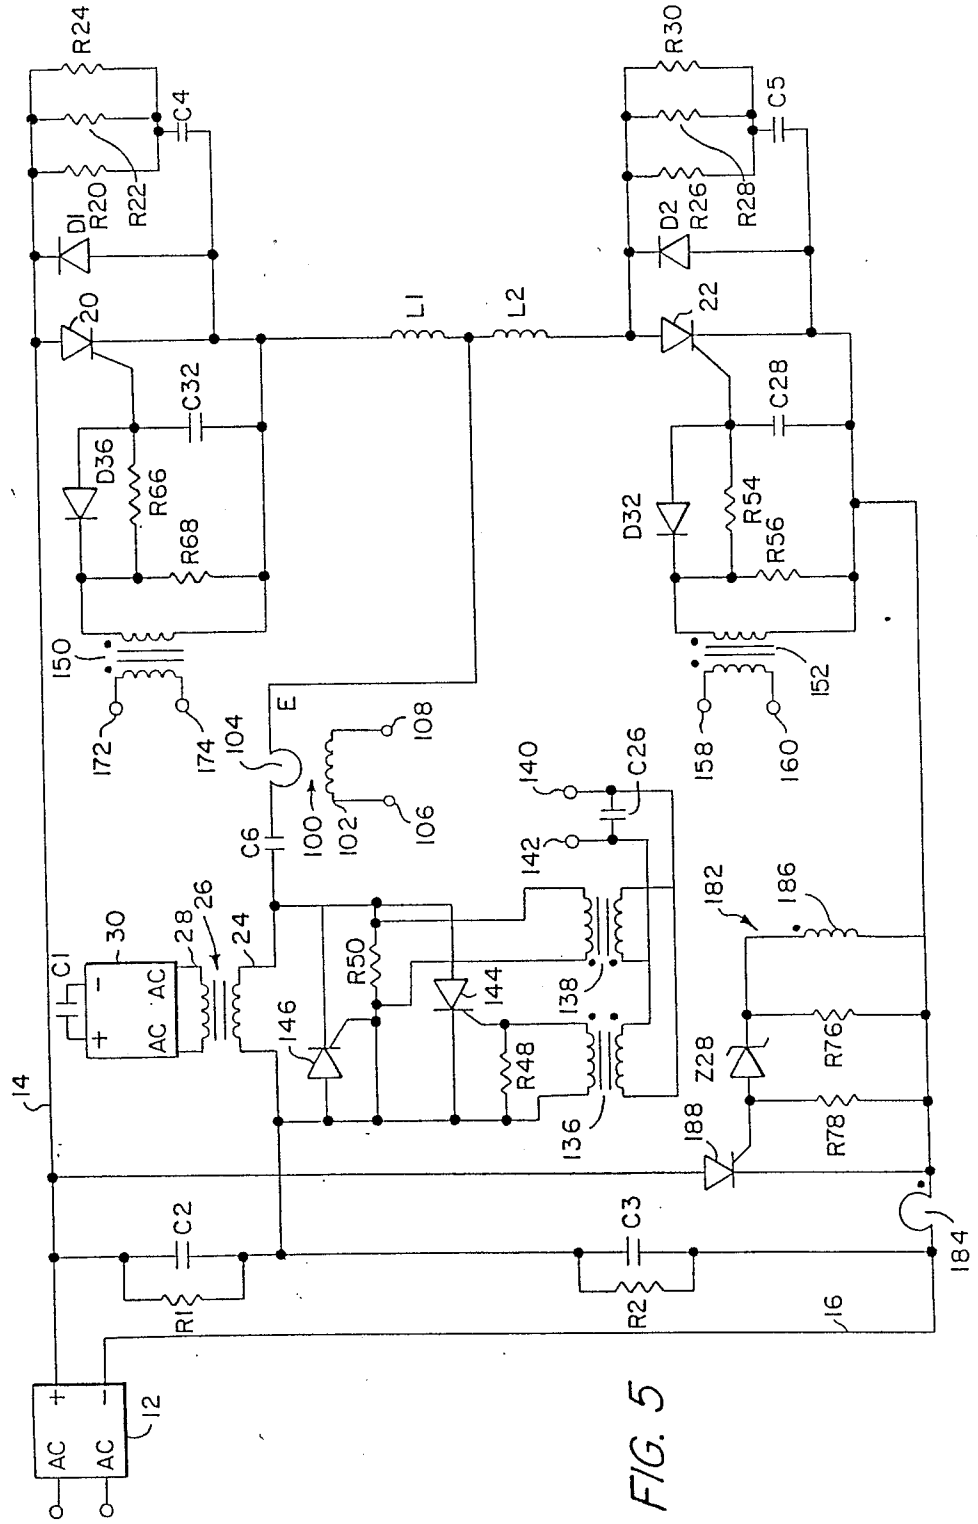 R24
R22
R20
C4
D1
20
R30
R28
R26
C5
D2
22
L1
L2
C32
D36
R66
R68
150
172
174
C28
D32
R54
R56
152
158
160
E
104
100
102
108
106
C6
C1
30
- +
AC AC
28
26
24
146
R50
144
R48
138
136
140
142
C26
182
186
Z28
R76
R78
188
184
14
C2
R1
C3
R2
16
AC +
AC -
12
FIG. 5